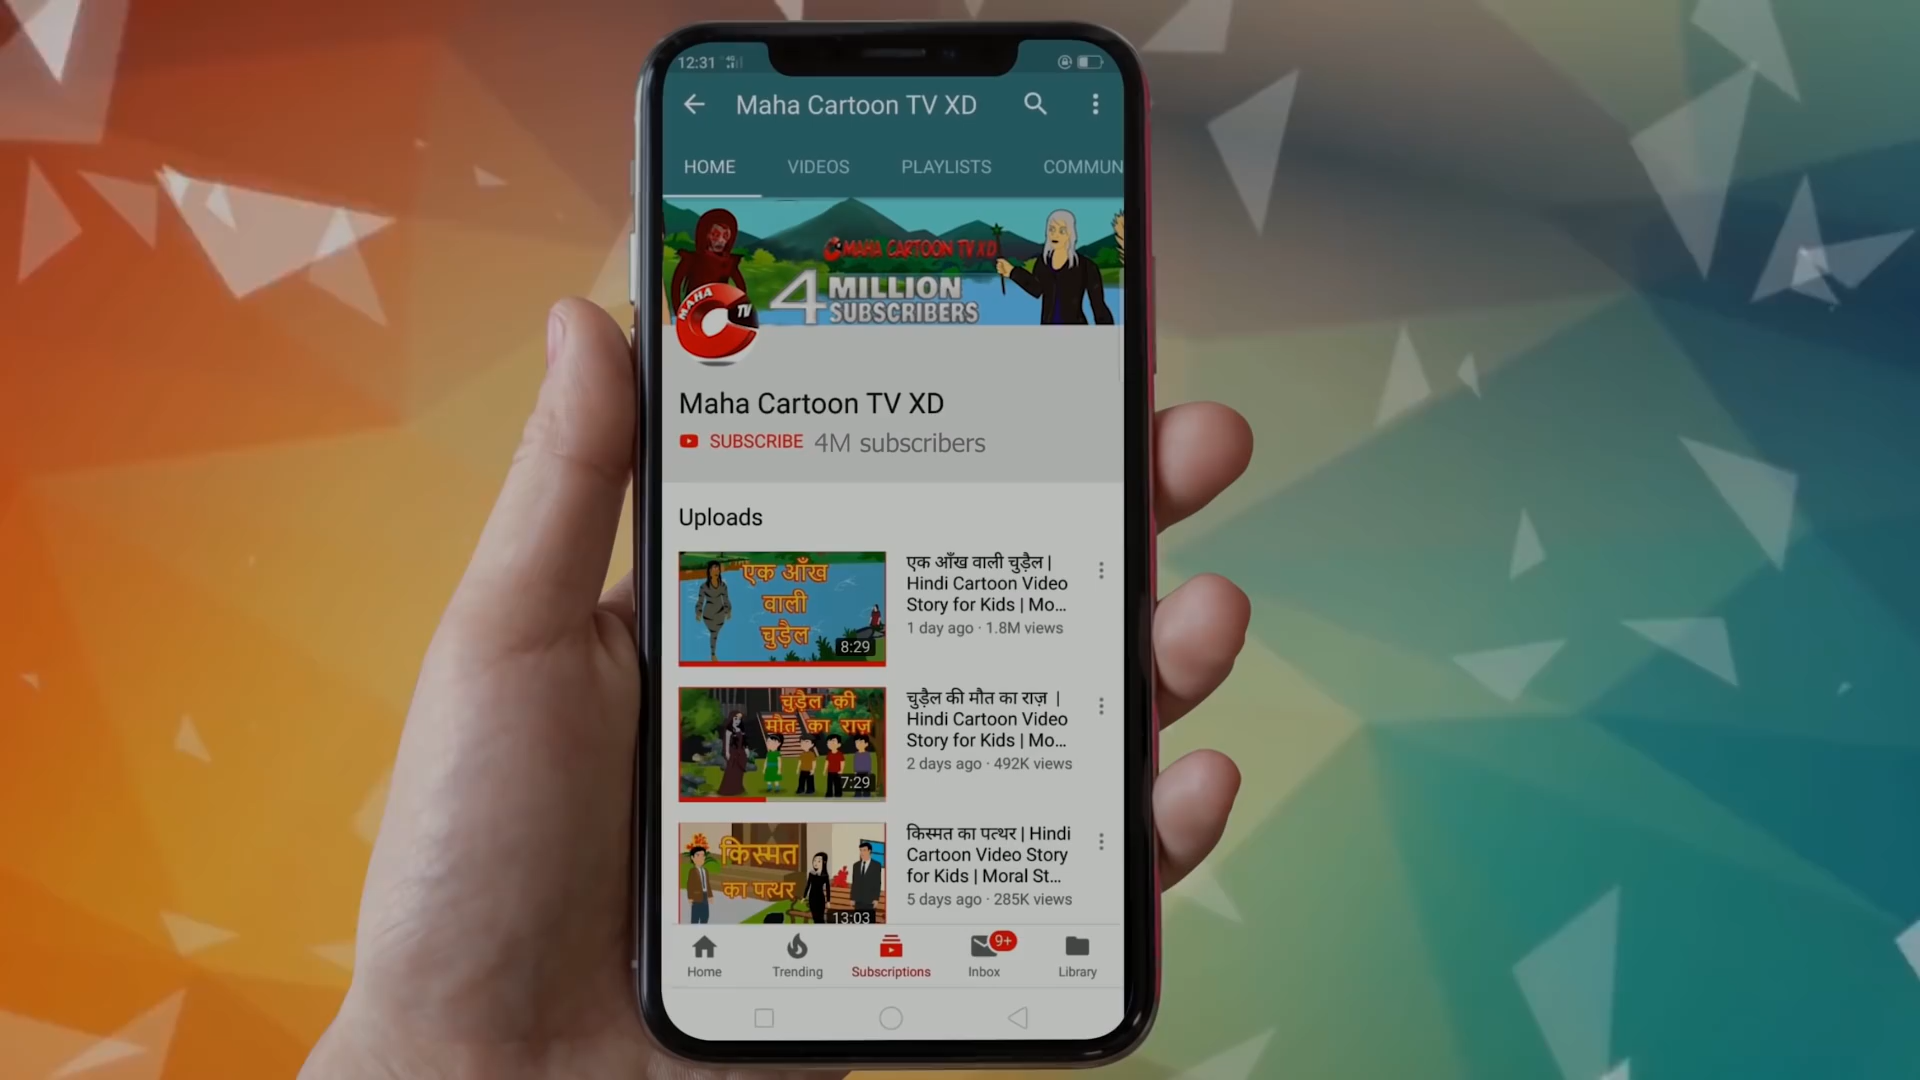 12:31 4G
Maha Cartoon TV XD
HOME VIDEOS PLAYLISTS COMMUN
MAHA CARTOON TV XD
4 MILLION
SUBSCRIBERS
MAHA TV
Maha Cartoon TV XD
SUBSCRIBE 4M subscribers
Uploads
एक आँख
वाली
चुड़ैल
8:29
एक आँख वाली चुड़ैल |
Hindi Cartoon Video
Story for Kids | Mo...
1 day ago · 1.8M views
चुड़ैल की
मौत का राज़
7:29
चुड़ैल की मौत का राज़ |
Hindi Cartoon Video
Story for Kids | Mo...
2 days ago · 492K views
किस्मत
का पत्थर
13:03
किस्मत का पत्थर | Hindi
Cartoon Video Story
for Kids | Moral St...
5 days ago · 285K views
9+
Home Trending Subscriptions Inbox Library